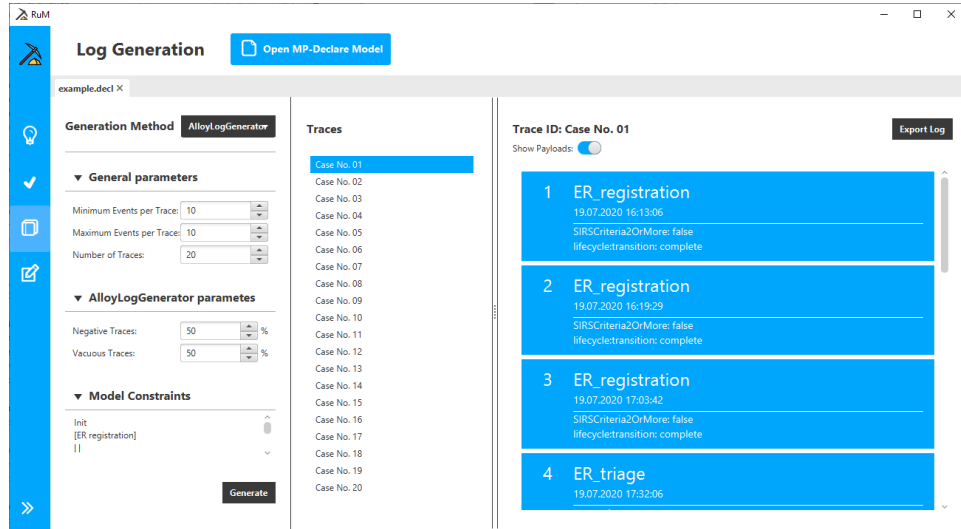 RuM
Log Generation
Open MP-Declare Model
example.decl ×
Generation Method AlloyLogGenerator
General parameters
Minimum Events per Trace: 10
Maximum Events per Trace: 10
Number of Traces: 20
AlloyLogGenerator parametes
Negative Traces: 50 %
Vacuous Traces: 50 %
Model Constraints
Init
[ER registration]
| |
Generate
Traces
Case No. 01
Case No. 02
Case No. 03
Case No. 04
Case No. 05
Case No. 06
Case No. 07
Case No. 08
Case No. 09
Case No. 10
Case No. 11
Case No. 12
Case No. 13
Case No. 14
Case No. 15
Case No. 16
Case No. 17
Case No. 18
Case No. 19
Case No. 20
Trace ID: Case No. 01
Show Payloads:
Export Log
1 ER_registration
19.07.2020 16:13:06
SIRSCriteria2OrMore: false
lifecycle:transition: complete
2 ER_registration
19.07.2020 16:19:29
SIRSCriteria2OrMore: false
lifecycle:transition: complete
3 ER_registration
19.07.2020 17:03:42
SIRSCriteria2OrMore: false
lifecycle:transition: complete
4 ER_triage
19.07.2020 17:32:06